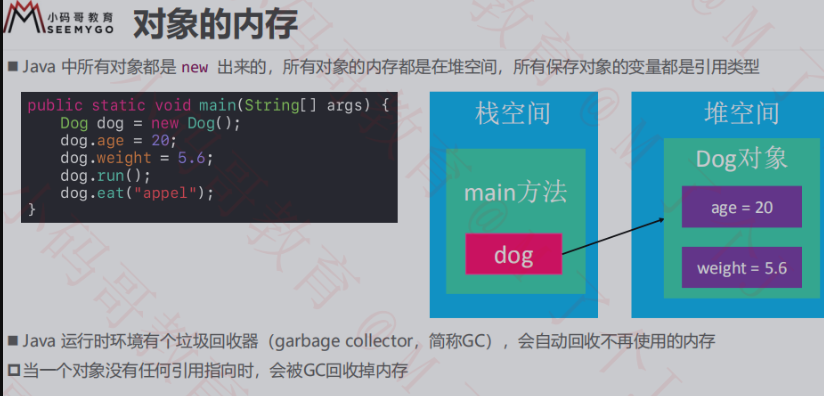 小码哥教育
SEEMYGO
对象的内存
Java 中所有对象都是 new 出来的，所有对象的内存都是在堆空间，所有保存对象的变量都是引用类型
public static void main(String[] args) {
Dog dog = new Dog();
dog.age = 20;
dog.weight = 5.6;
dog.run();
dog.eat("appel");
}
栈空间
main方法
dog
堆空间
Dog对象
age = 20
weight = 5.6
Java 运行时环境有个垃圾回收器（garbage collector，简称GC），会自动回收不再使用的内存
当一个对象没有任何引用指向时，会被GC回收掉内存